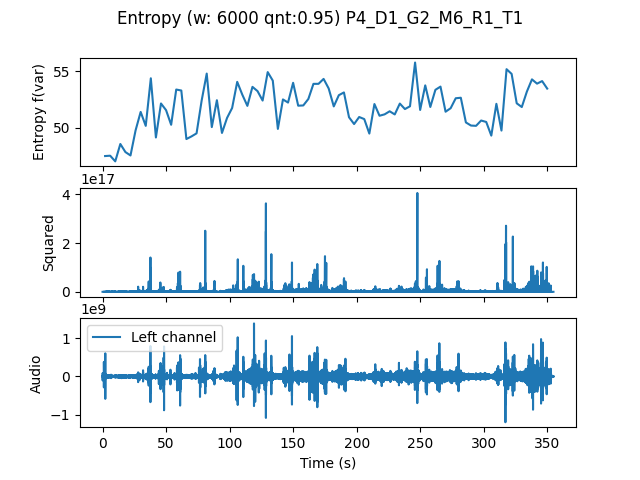 Entropy (w: 6000 qnt:0.95) P4_D1_G2_M6_R1_T1
55
50
Entropy f(var)
1e17
4
2
0
Squared
1e9
Left channel
1
0
−1
Audio
0 50 100 150 200 250 300 350
Time (s)